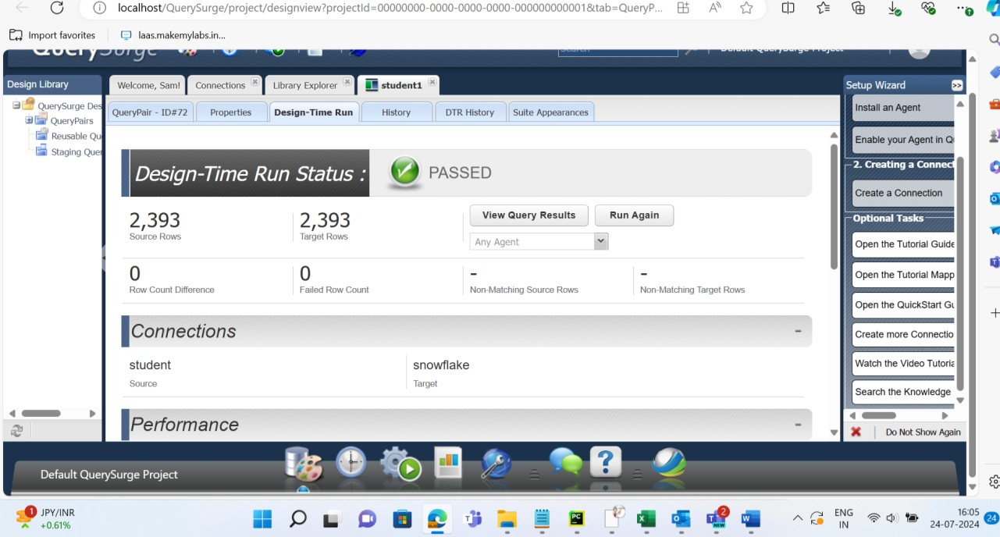 localhost/QuerySurge/project/designview?projectId=00000000-0000-0000-0000-000000000001&tab=QueryP...
Import favorites
laas.makemylabs.in...
QuerySurge
Search
Default QuerySurge Project
Design Library
Welcome, Sam!
Connections
Library Explorer
student1
Setup Wizard
>>
QuerySurge Des
QueryPairs
Reusable Qu
Staging Quer
QueryPair - ID#72
Properties
Design-Time Run
History
DTR History
Suite Appearances
Install an Agent
Enable your Agent in Q
2. Creating a Connect
Create a Connection
Optional Tasks
Open the Tutorial Guide
Open the Tutorial Mapp
Open the QuickStart Gu
Create more Connectio
Watch the Video Tutoria
Search the Knowledge
Do Not Show Again
Design-Time Run Status :
PASSED
2,393
Source Rows
2,393
Target Rows
View Query Results
Run Again
Any Agent
0
Row Count Difference
0
Failed Row Count
-
Non-Matching Source Rows
-
Non-Matching Target Rows
Connections
-
student
Source
snowflake
Target
Performance
-
Default QuerySurge Project
1
JPY/INR
+0.61%
PC
2
NEW
ENG
IN
16:05
24-07-2024
24